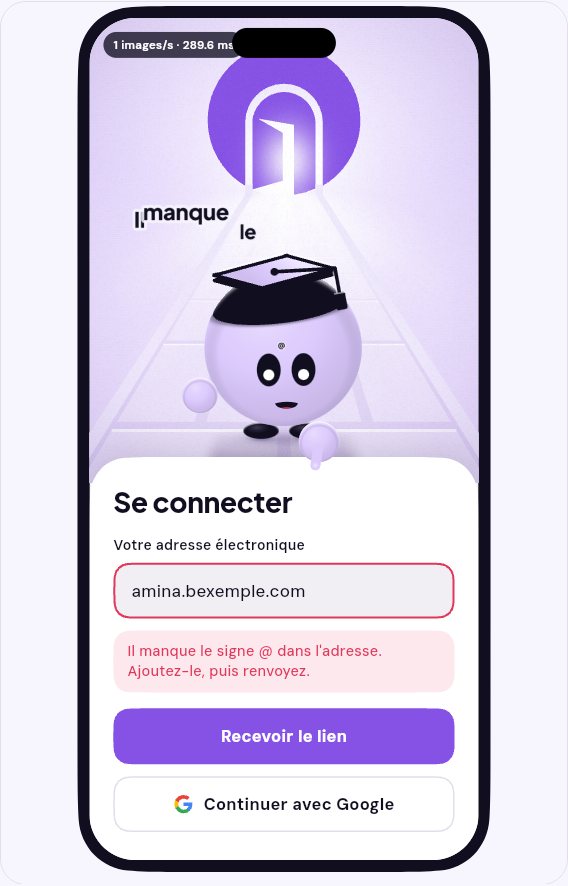 1 images/s · 289.6 ms
manque
le
@
Se connecter
Votre adresse électronique
amina.bexemple.com
Il manque le signe @ dans l'adresse.
Ajoutez-le, puis renvoyez.
Recevoir le lien
Continuer avec Google